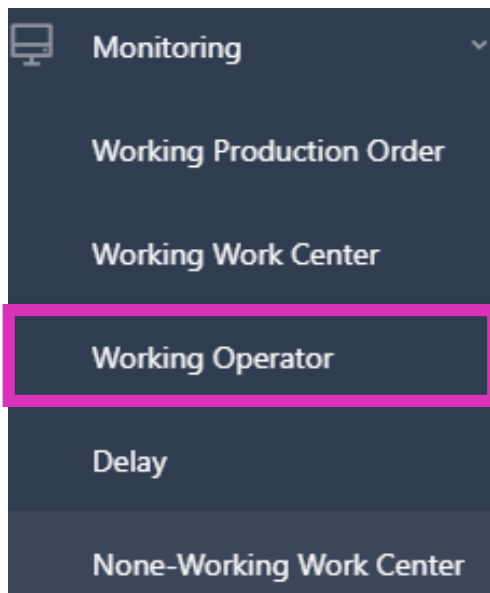 Monitoring
Working Production Order
Working Work Center
Working Operator
Delay
None-Working Work Center